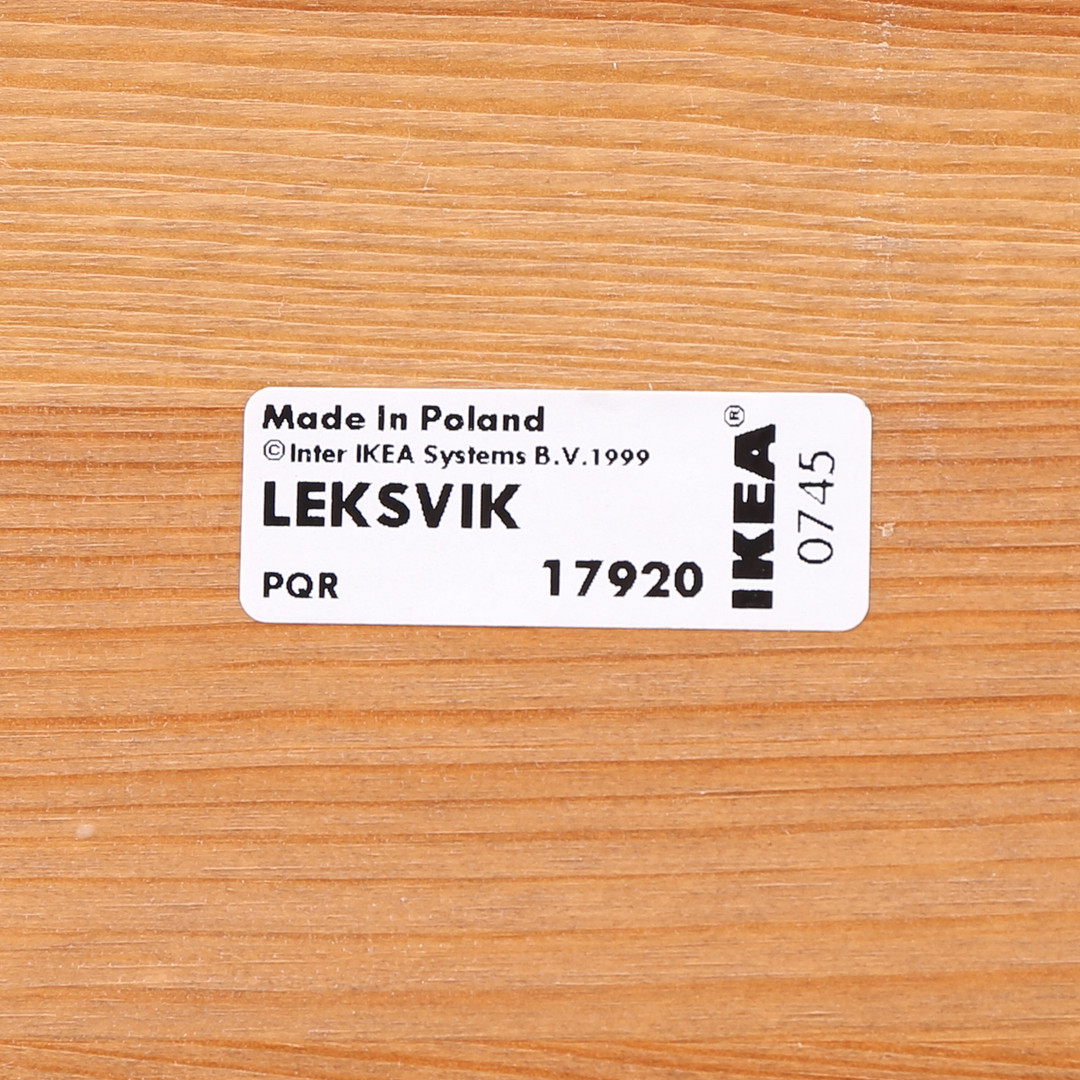 Made In Poland
©Inter IKEA Systems B.V.1999
LEKSVIK
PQR 17920
IKEA®
0745